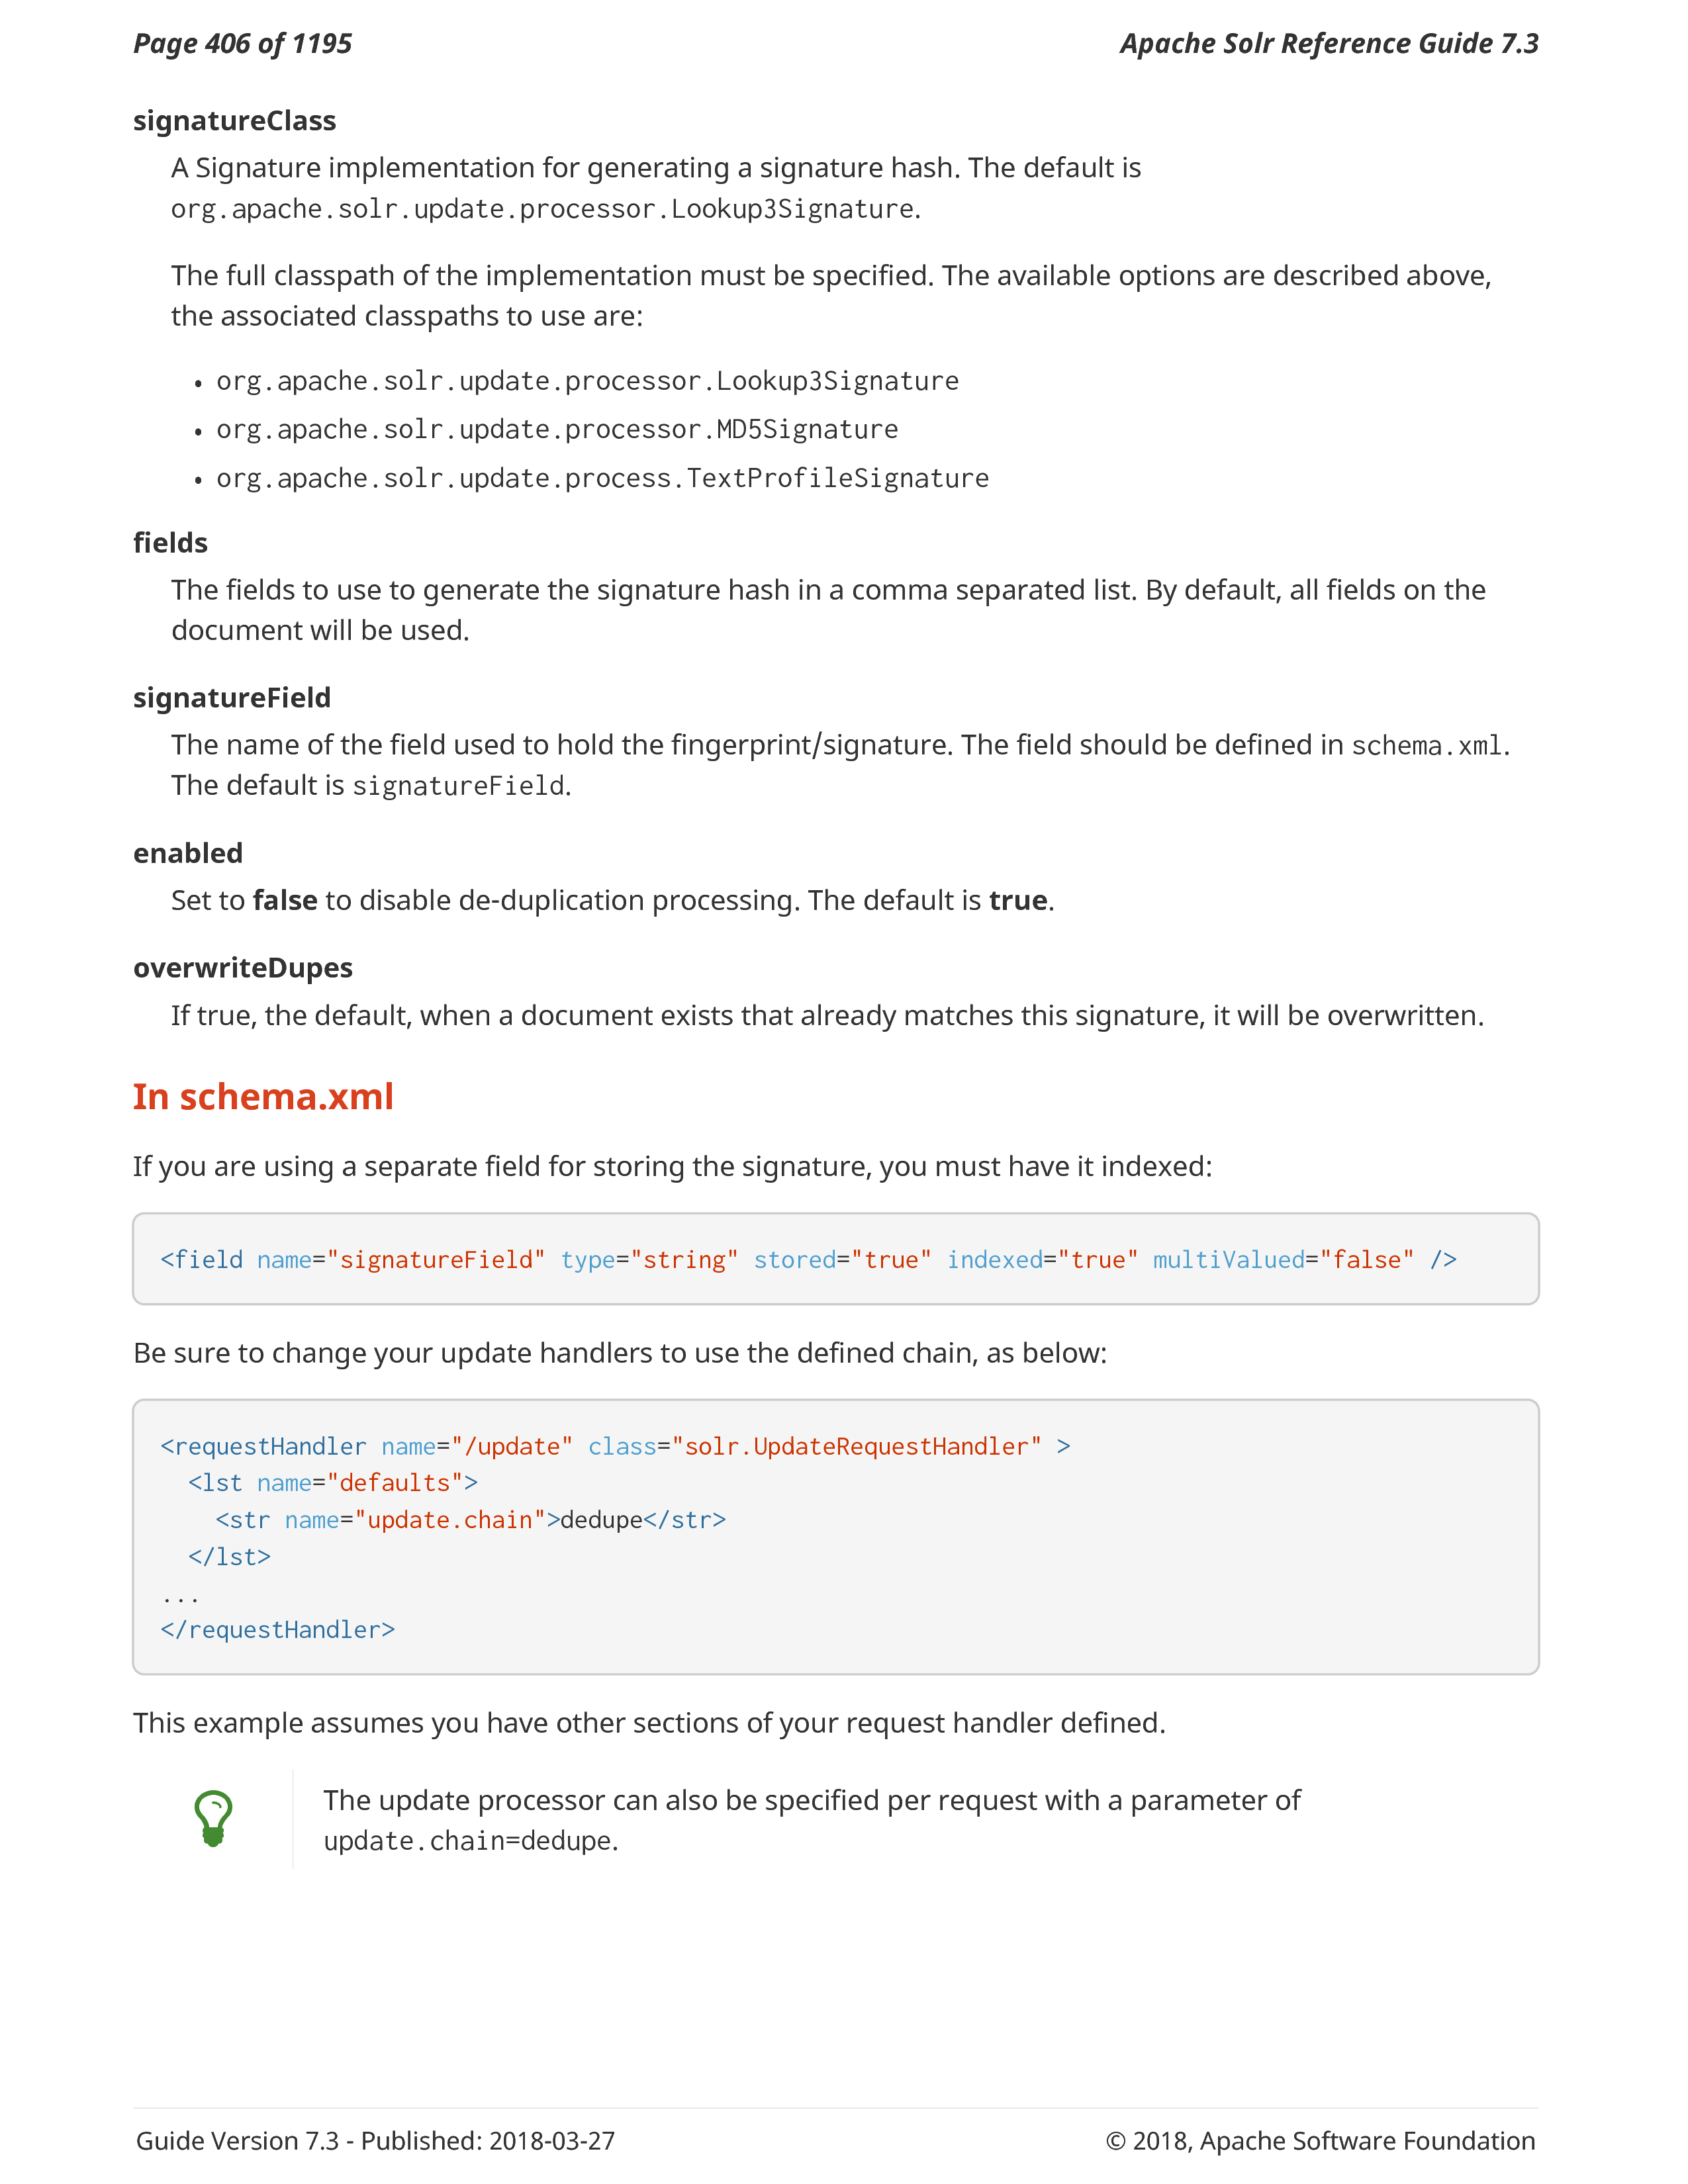 Page 406 of 1195
Apache Solr Reference Guide 7.3
signatureClass
A Signature implementation for generating a signature hash. The default is
org.apache.solr.update.processor.Lookup3Signature.
The full classpath of the implementation must be specified. The available options are described above,
the associated classpaths to use are:
• org.apache.solr.update.processor.Lookup3Signature
• org.apache.solr.update.processor.MD5Signature
• org.apache.solr.update.process.TextProfileSignature
fields
The fields to use to generate the signature hash in a comma separated list. By default, all fields on the
document will be used.
signatureField
The name of the field used to hold the fingerprint/signature. The field should be defined in schema.xml.
The default is signatureField.
enabled
Set to false to disable de-duplication processing. The default is true.
overwriteDupes
If true, the default, when a document exists that already matches this signature, it will be overwritten.
In schema.xml
If you are using a separate field for storing the signature, you must have it indexed:
<field name="signatureField" type="string" stored="true" indexed="true" multiValued="false" />
Be sure to change your update handlers to use the defined chain, as below:
<requestHandler name="/update" class="solr.UpdateRequestHandler" >
  <lst name="defaults">
    <str name="update.chain">dedupe</str>
  </lst>
...
</requestHandler>
This example assumes you have other sections of your request handler defined.
The update processor can also be specified per request with a parameter of
update.chain=dedupe.
Guide Version 7.3 - Published: 2018-03-27
© 2018, Apache Software Foundation